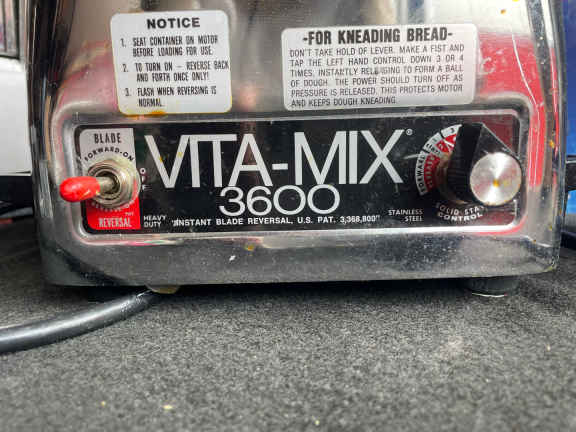 NOTICE
1. SEAT CONTAINER ON MOTOR
BEFORE LOADING FOR USE.
2. TO TURN ON – REVERSE BACK
AND FORTH ONCE ONLY!
3. FLASH WHEN REVERSING IS
NORMAL.
-FOR KNEADING BREAD-
DON'T TAKE HOLD OF LEVER. MAKE A FIST AND
TAP THE LEFT HAND CONTROL DOWN 3 OR 4
TIMES, INSTANTLY RELEASING TO FORM A BALL
OF DOUGH. THE POWER SHOULD TURN OFF AS
PRESSURE IS RELEASED. THIS PROTECTS MOTOR
AND KEEPS DOUGH KNEADING.
BLADE
FORWARD-ON
OFF
REVERSAL
HEAVY
DUTY
VITA-MIX®
3600
"INSTANT BLADE REVERSAL, U.S. PAT. 3,368,800"
STAINLESS
STEEL
FORWARD
SOLID STATE
CONTROL